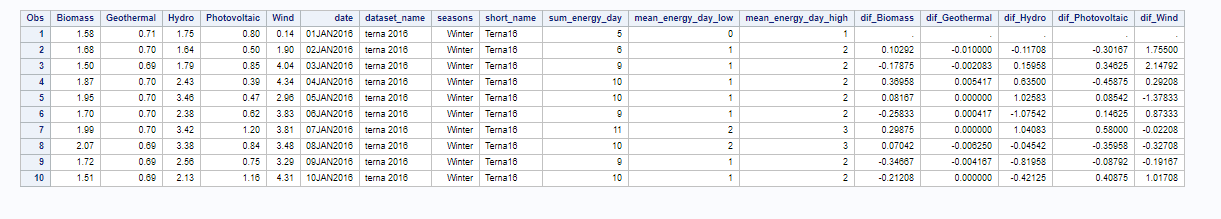 Obs Biomass Geothermal Hydro Photovoltaic Wind date dataset_name seasons short_name sum_energy_day mean_energy_day_low mean_energy_day_high dif_Biomass dif_Geothermal dif_Hydro dif_Photovoltaic dif_Wind
1 1.58 0.71 1.75 0.80 0.14 01JAN2016 terna 2016 Winter Terna16 5 0 1 . . . . .
2 1.68 0.70 1.64 0.50 1.90 02JAN2016 terna 2016 Winter Terna16 6 1 2 0.10292 -0.010000 -0.11708 -0.30167 1.75500
3 1.50 0.69 1.79 0.85 4.04 03JAN2016 terna 2016 Winter Terna16 9 1 2 -0.17875 -0.002083 0.15958 0.34625 2.14792
4 1.87 0.70 2.43 0.39 4.34 04JAN2016 terna 2016 Winter Terna16 10 1 2 0.36958 0.005417 0.63500 -0.45875 0.29208
5 1.95 0.70 3.46 0.47 2.96 05JAN2016 terna 2016 Winter Terna16 10 1 2 0.08167 0.000000 1.02583 0.08542 -1.37833
6 1.70 0.70 2.38 0.62 3.83 06JAN2016 terna 2016 Winter Terna16 9 1 2 -0.25833 0.000417 -1.07542 0.14625 0.87333
7 1.99 0.70 3.42 1.20 3.81 07JAN2016 terna 2016 Winter Terna16 11 2 3 0.29875 0.000000 1.04083 0.58000 -0.02208
8 2.07 0.69 3.38 0.84 3.48 08JAN2016 terna 2016 Winter Terna16 10 2 3 0.07042 -0.006250 -0.04542 -0.35958 -0.32708
9 1.72 0.69 2.56 0.75 3.29 09JAN2016 terna 2016 Winter Terna16 9 1 2 -0.34667 -0.004167 -0.81958 -0.08792 -0.19167
10 1.51 0.69 2.13 1.16 4.31 10JAN2016 terna 2016 Winter Terna16 10 1 2 -0.21208 0.000000 -0.42125 0.40875 1.01708